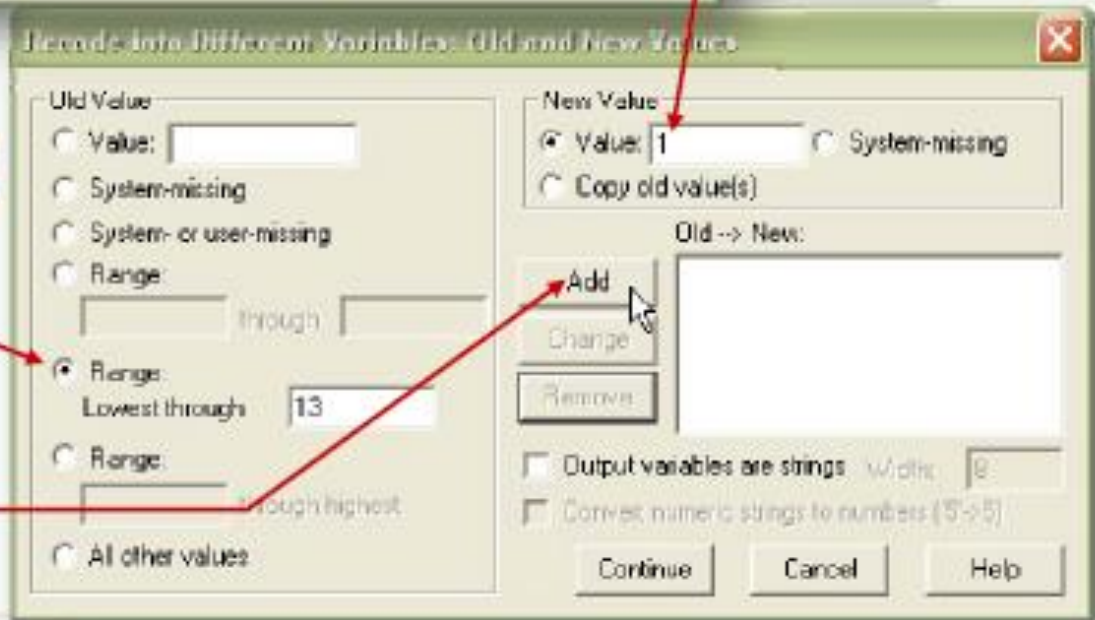 Recode into Different Variables: Old and New Values
Old Value
Value:
System-missing
System- or user-missing
Range:
through
Range:
Lowest through
13
Range:
through highest
All other values
New Value
Value: 1
System-missing
Copy old value(s)
Old --> New:
Add
Change
Remove
Output variables are strings
Width:
8
Convert numeric strings to numbers ('5'->5)
Continue
Cancel
Help